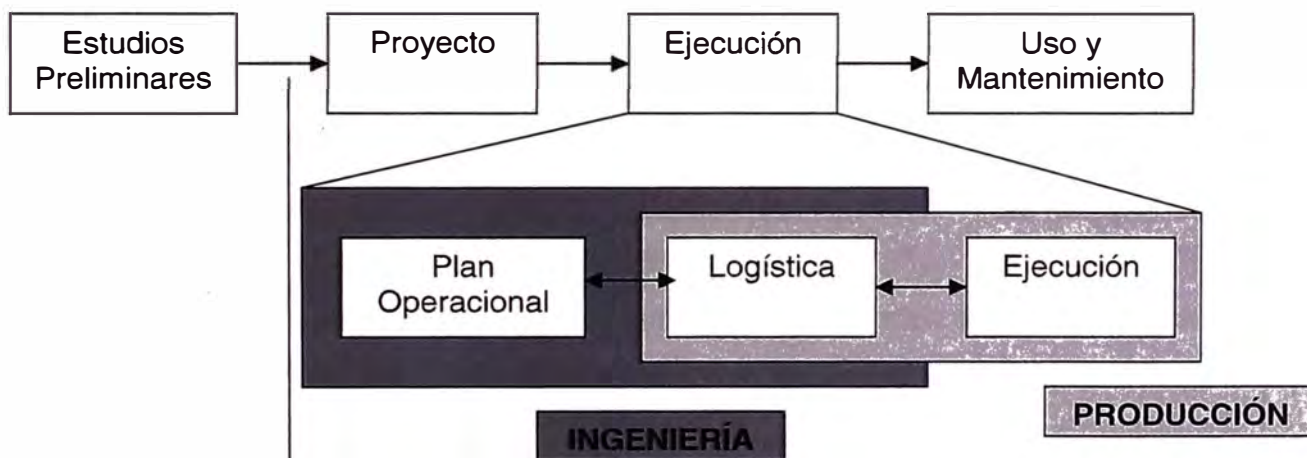 Estudios
Preliminares
Proyecto
Ejecución
Uso y
Mantenimiento
Plan
Operacional
Logística
Ejecución
PRODUCCIÓN
INGENIERÍA